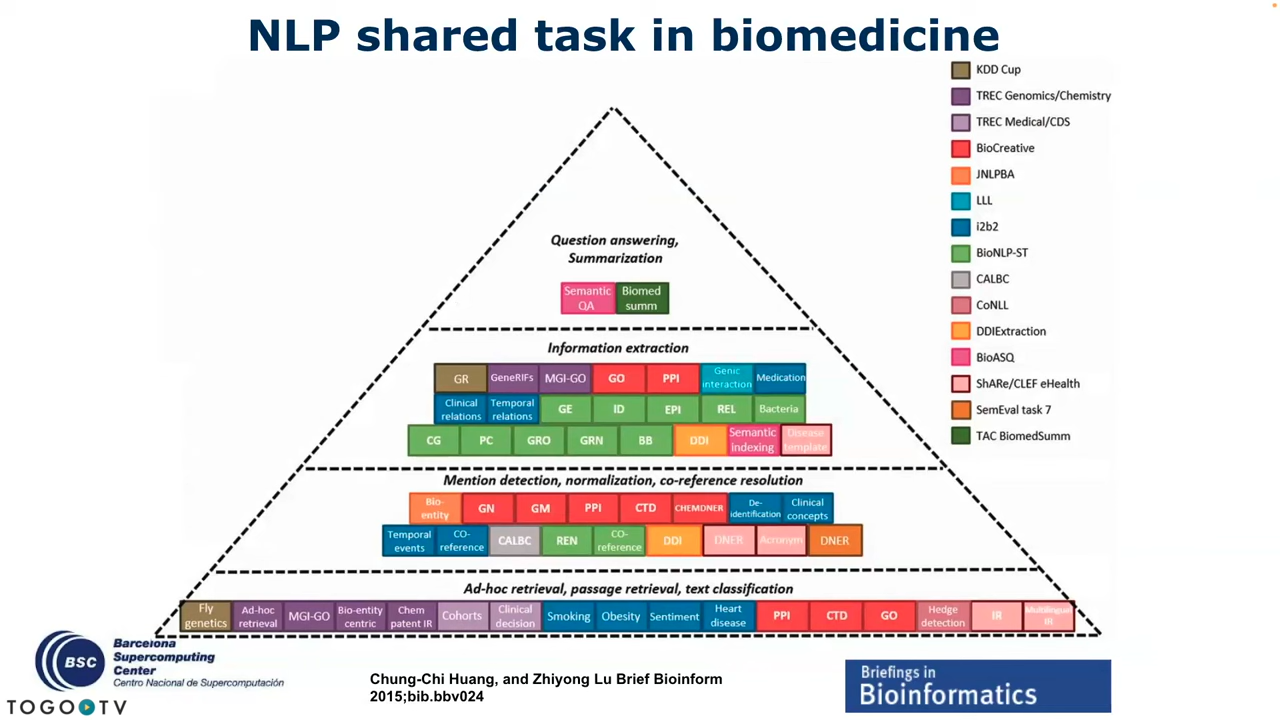 NLP shared task in biomedicine
KDD Cup
TREC Genomics/Chemistry
TREC Medical/CDS
BioCreative
JNLPBA
LLL
i2b2
BioNLP-ST
CALBC
CoNLL
DDIExtraction
BioASQ
ShARe/CLEF eHealth
SemEval task 7
TAC BiomedSumm
Question answering,
Summarization
Semantic QA
Biomed summ
Information extraction
GR GeneRIFs MGI-GO GO PPI Genic interaction Medication
Clinical relations Temporal relations GE ID EPI REL Bacteria
CG PC GRO GRN BB DDI Semantic indexing Disease template
Mention detection, normalization, co-reference resolution
Bio-entity GN GM PPI CTD CHEMDNER De-identification Clinical concepts
Temporal events CO-reference CALBC REN CO-reference DDI DNER Acronym DNER
Ad-hoc retrieval, passage retrieval, text classification
Fly genetics Ad-hoc retrieval MGI-GO Bio-entity centric Chem patent IR Cohorts Clinical decision Smoking Obesity Sentiment Heart disease PPI CTD GO Hedge detection IR Multilingual IR
BSC
Barcelona
Supercomputing
Center
Centro Nacional de Supercomputación
TOGO TV
Chung-Chi Huang, and Zhiyong Lu Brief Bioinform
2015;bib.bbv024
Briefings in
Bioinformatics